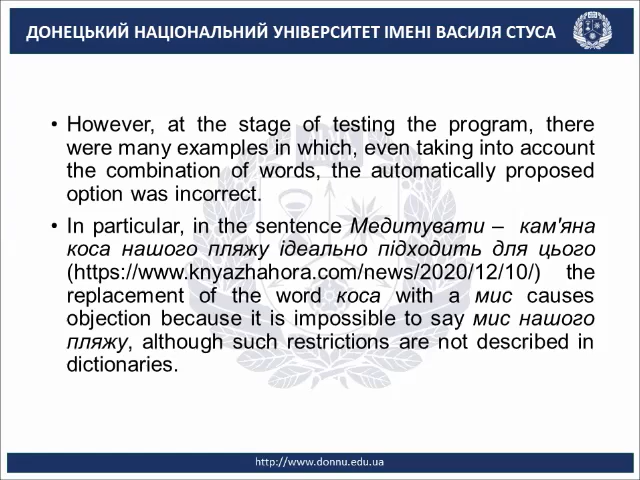 ДОНЕЦЬКИЙ НАЦІОНАЛЬНИЙ УНІВЕРСИТЕТ ІМЕНІ ВАСИЛЯ СТУСА
• However, at the stage of testing the program, there
were many examples in which, even taking into account
the combination of words, the automatically proposed
option was incorrect.
• In particular, in the sentence Медитувати – кам'яна
коса нашого пляжу ідеально підходить для цього
(https://www.knyazhahora.com/news/2020/12/10/) the
replacement of the word коса with a мис causes
objection because it is impossible to say мис нашого
пляжу, although such restrictions are not described in
dictionaries.
http://www.donnu.edu.ua